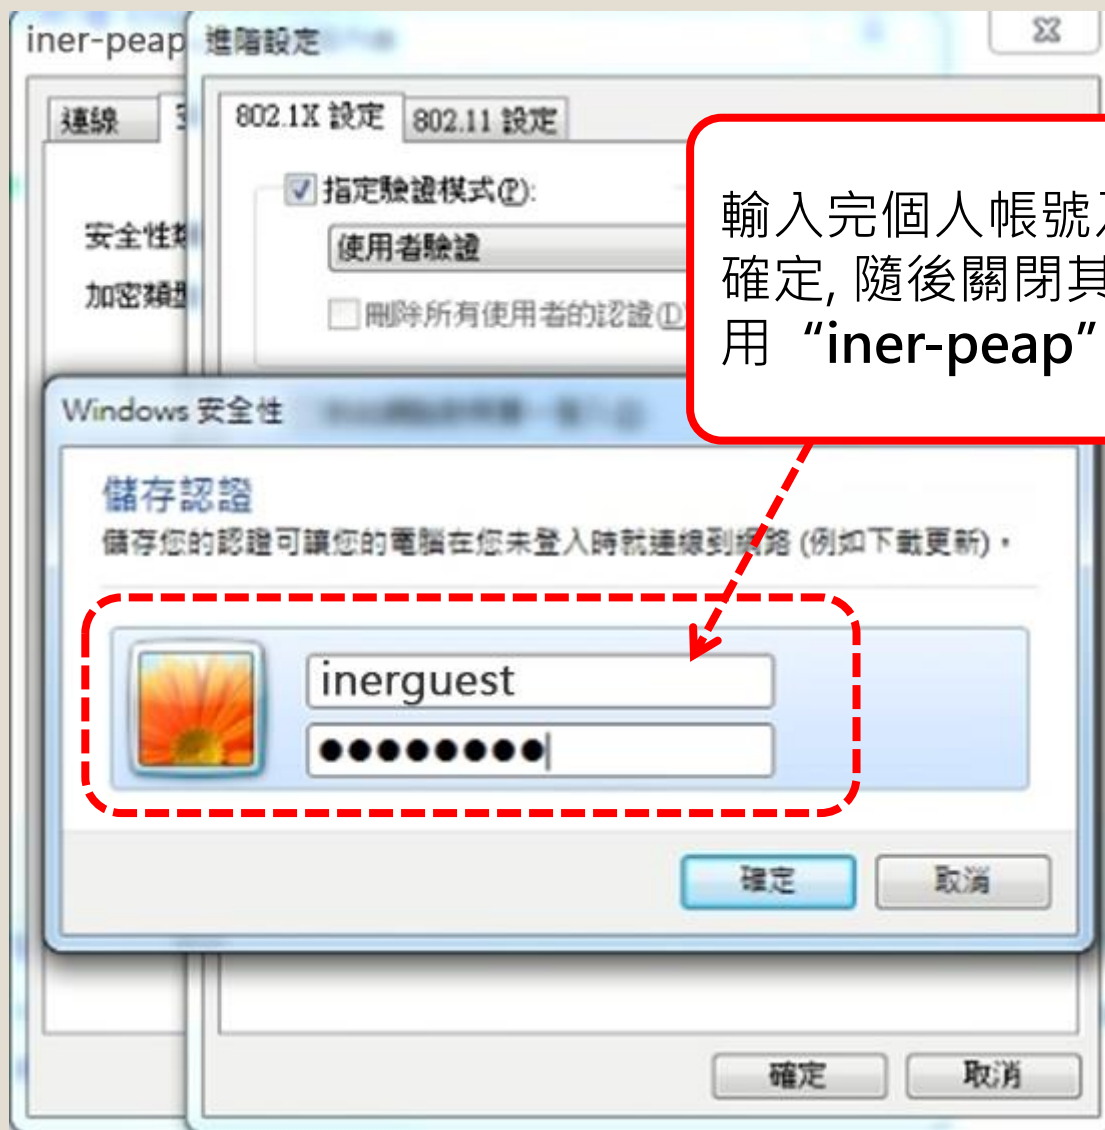 iner-peap
進階設定
連線
802.1X 設定
802.11 設定
指定驗證模式(P):
安全性類
使用者驗證
加密類型
刪除所有使用者的認證(D)
輸入完個人帳號及
確定, 隨後關閉其
用 “iner-peap”
Windows 安全性
儲存認證
儲存您的認證可讓您的電腦在您未登入時就連線到網路 (例如下載更新)。
inerguest
確定
取消
確定
取消